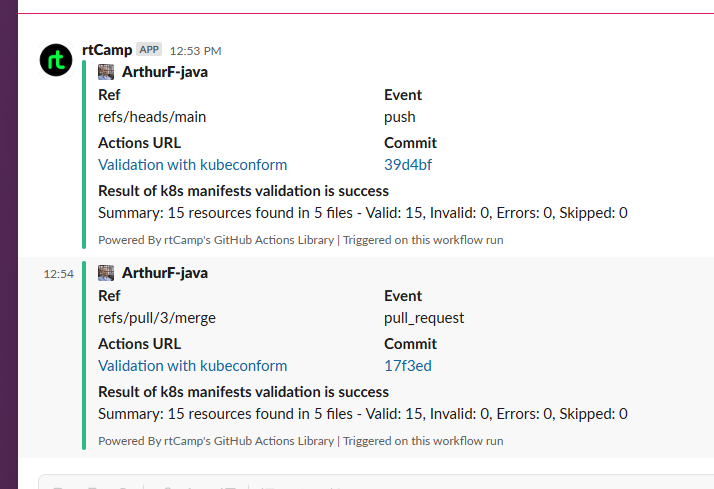 rt
rtCamp APP 12:53 PM
ArthurF-java
Ref Event
refs/heads/main push
Actions URL Commit
Validation with kubeconform 39d4bf
Result of k8s manifests validation is success
Summary: 15 resources found in 5 files - Valid: 15, Invalid: 0, Errors: 0, Skipped: 0
Powered By rtCamp's GitHub Actions Library | Triggered on this workflow run
12:54 ArthurF-java
Ref Event
refs/pull/3/merge pull_request
Actions URL Commit
Validation with kubeconform 17f3ed
Result of k8s manifests validation is success
Summary: 15 resources found in 5 files - Valid: 15, Invalid: 0, Errors: 0, Skipped: 0
Powered By rtCamp's GitHub Actions Library | Triggered on this workflow run